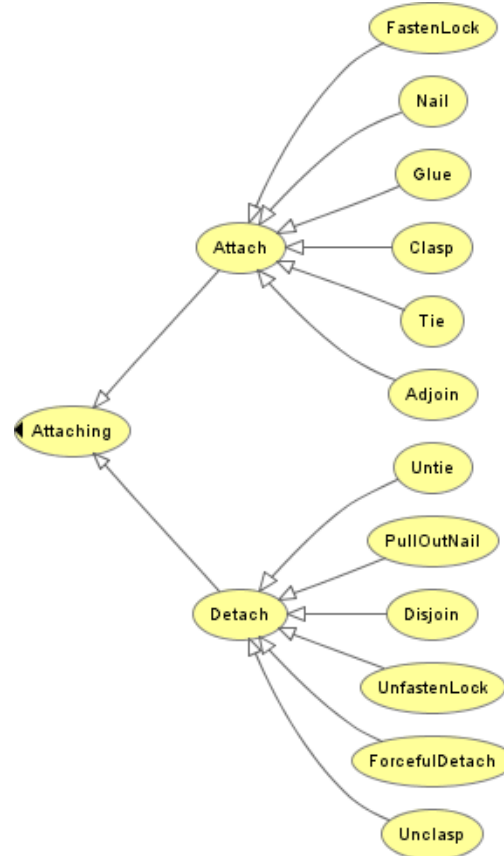 FastenLock
Nail
Glue
Attach
Clasp
Tie
Adjoin
Attaching
Untie
PullOutNail
Detach
Disjoin
UnfastenLock
ForcefulDetach
Unclasp